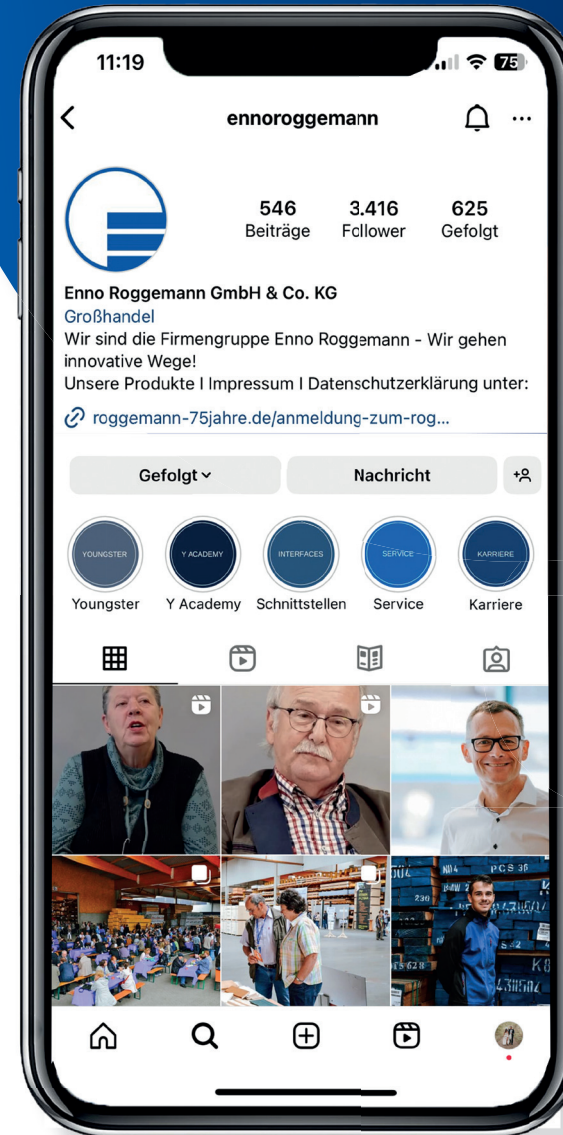 11:19
75
ennoroggemann
546
3.416
625
Beiträge
Follower
Gefolgt
Enno Roggemann GmbH & Co. KG
Großhandel
Wir sind die Firmengruppe Enno Roggemann - Wir gehen
innovative Wege!
Unsere Produkte I Impressum I Datenschutzerklärung unter:
roggemann-75jahre.de/anmeldung-zum-rog...
Gefolgt
Nachricht
YOUNGSTER
Y ACADEMY
INTERFACES
SERVICE
KARRIERE
Youngster
Y Academy
Schnittstellen
Service
Karriere
PCS 36